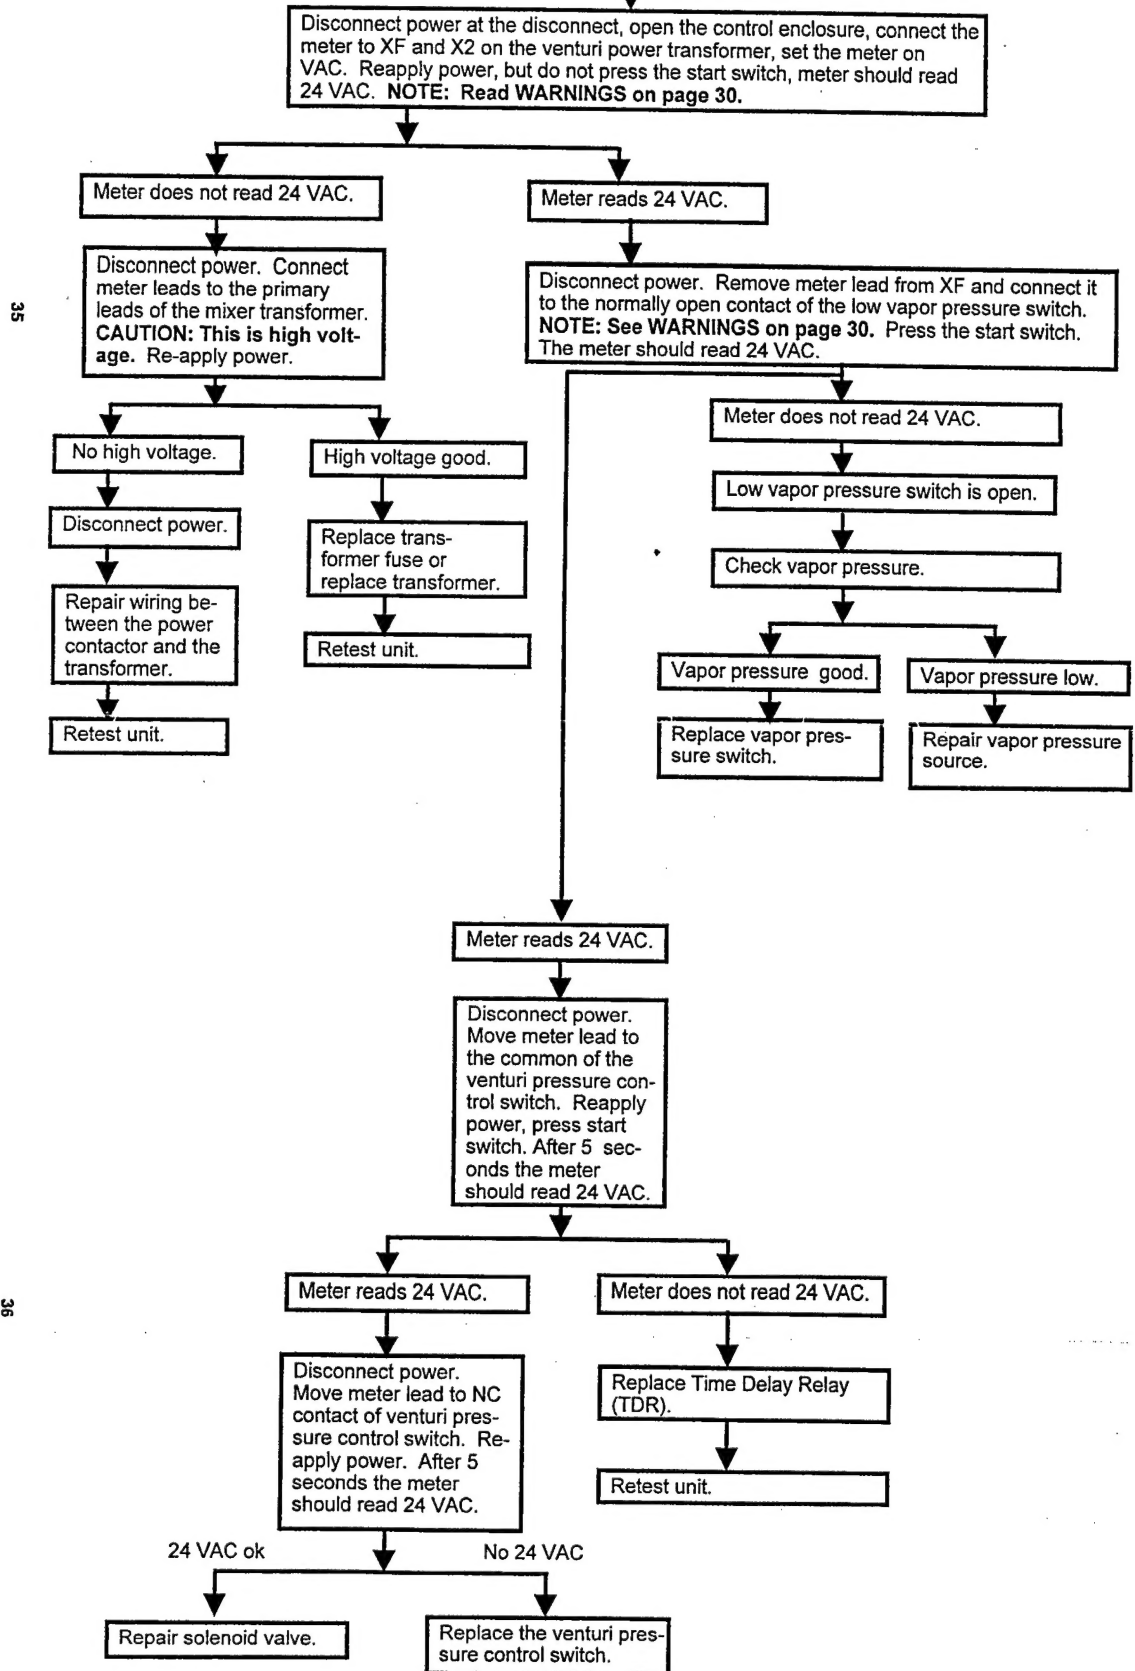 Disconnect power at the disconnect, open the control enclosure, connect the
meter to XF and X2 on the venturi power transformer, set the meter on
VAC. Reapply power, but do not press the start switch, meter should read
24 VAC. NOTE: Read WARNINGS on page 30.
Meter does not read 24 VAC.
Meter reads 24 VAC.
Disconnect power. Connect
meter leads to the primary
leads of the mixer transformer.
CAUTION: This is high volt-
age. Re-apply power.
Disconnect power. Remove meter lead from XF and connect it
to the normally open contact of the low vapor pressure switch.
NOTE: See WARNINGS on page 30. Press the start switch.
The meter should read 24 VAC.
35
No high voltage.
High voltage good.
Disconnect power.
Replace trans-
former fuse or
replace transformer.
Repair wiring be-
tween the power
contactor and the
transformer.
Retest unit.
Retest unit.
Meter does not read 24 VAC.
Low vapor pressure switch is open.
Check vapor pressure.
Vapor pressure good.
Vapor pressure low.
Replace vapor pres-
sure switch.
Repair vapor pressure
source.
Meter reads 24 VAC.
Disconnect power.
Move meter lead to
the common of the
venturi pressure con-
trol switch. Reapply
power, press start
switch. After 5 sec-
onds the meter
should read 24 VAC.
36
Meter reads 24 VAC.
Meter does not read 24 VAC.
Disconnect power.
Move meter lead to NC
contact of venturi pres-
sure control switch. Re-
apply power. After 5
seconds the meter
should read 24 VAC.
Replace Time Delay Relay
(TDR).
Retest unit.
24 VAC ok
No 24 VAC
Repair solenoid valve.
Replace the venturi pres-
sure control switch.